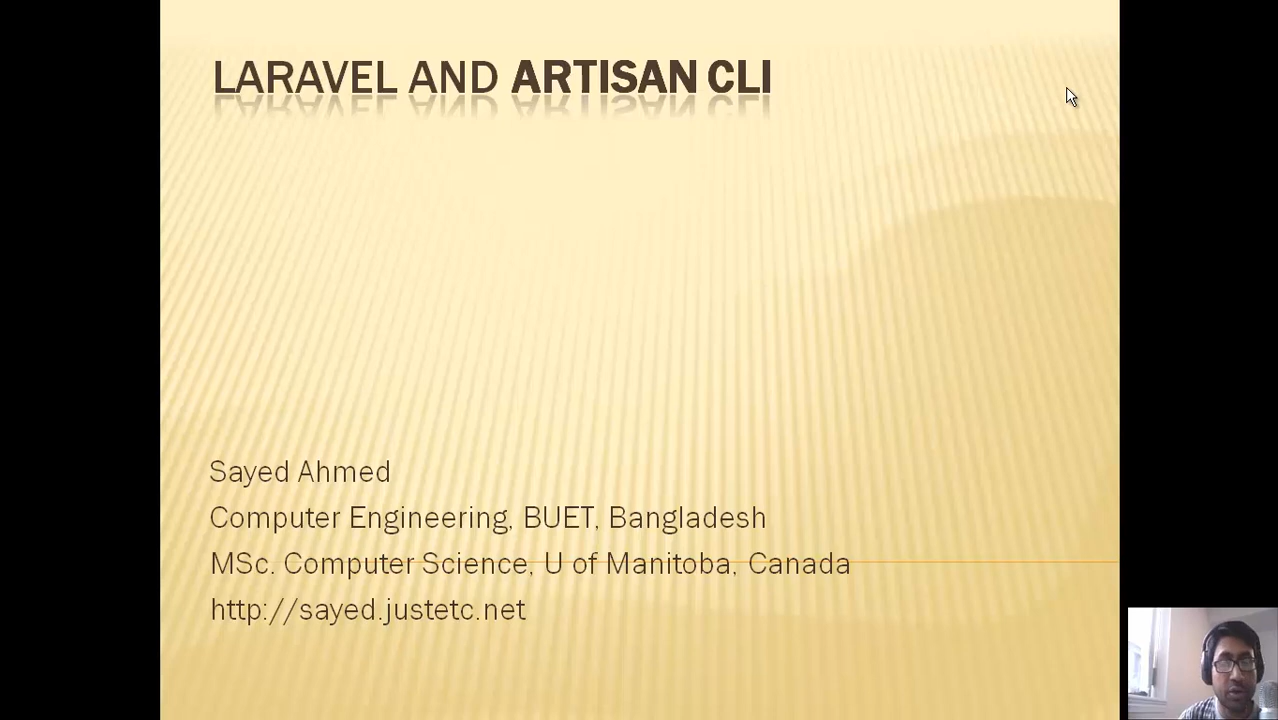 LARAVEL AND ARTISAN CLI
Sayed Ahmed
Computer Engineering, BUET, Bangladesh
MSc. Computer Science, U of Manitoba, Canada
http://sayed.justetc.net